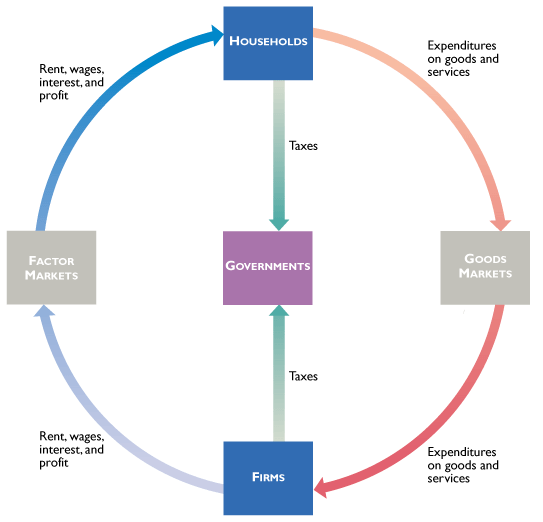 HOUSEHOLDS
Expenditures
on goods and
services
Rent, wages,
interest, and
profit
Taxes
FACTOR
MARKETS
GOVERNMENTS
GOODS
MARKETS
Taxes
Rent, wages,
interest, and
profit
FIRMS
Expenditures
on goods and
services